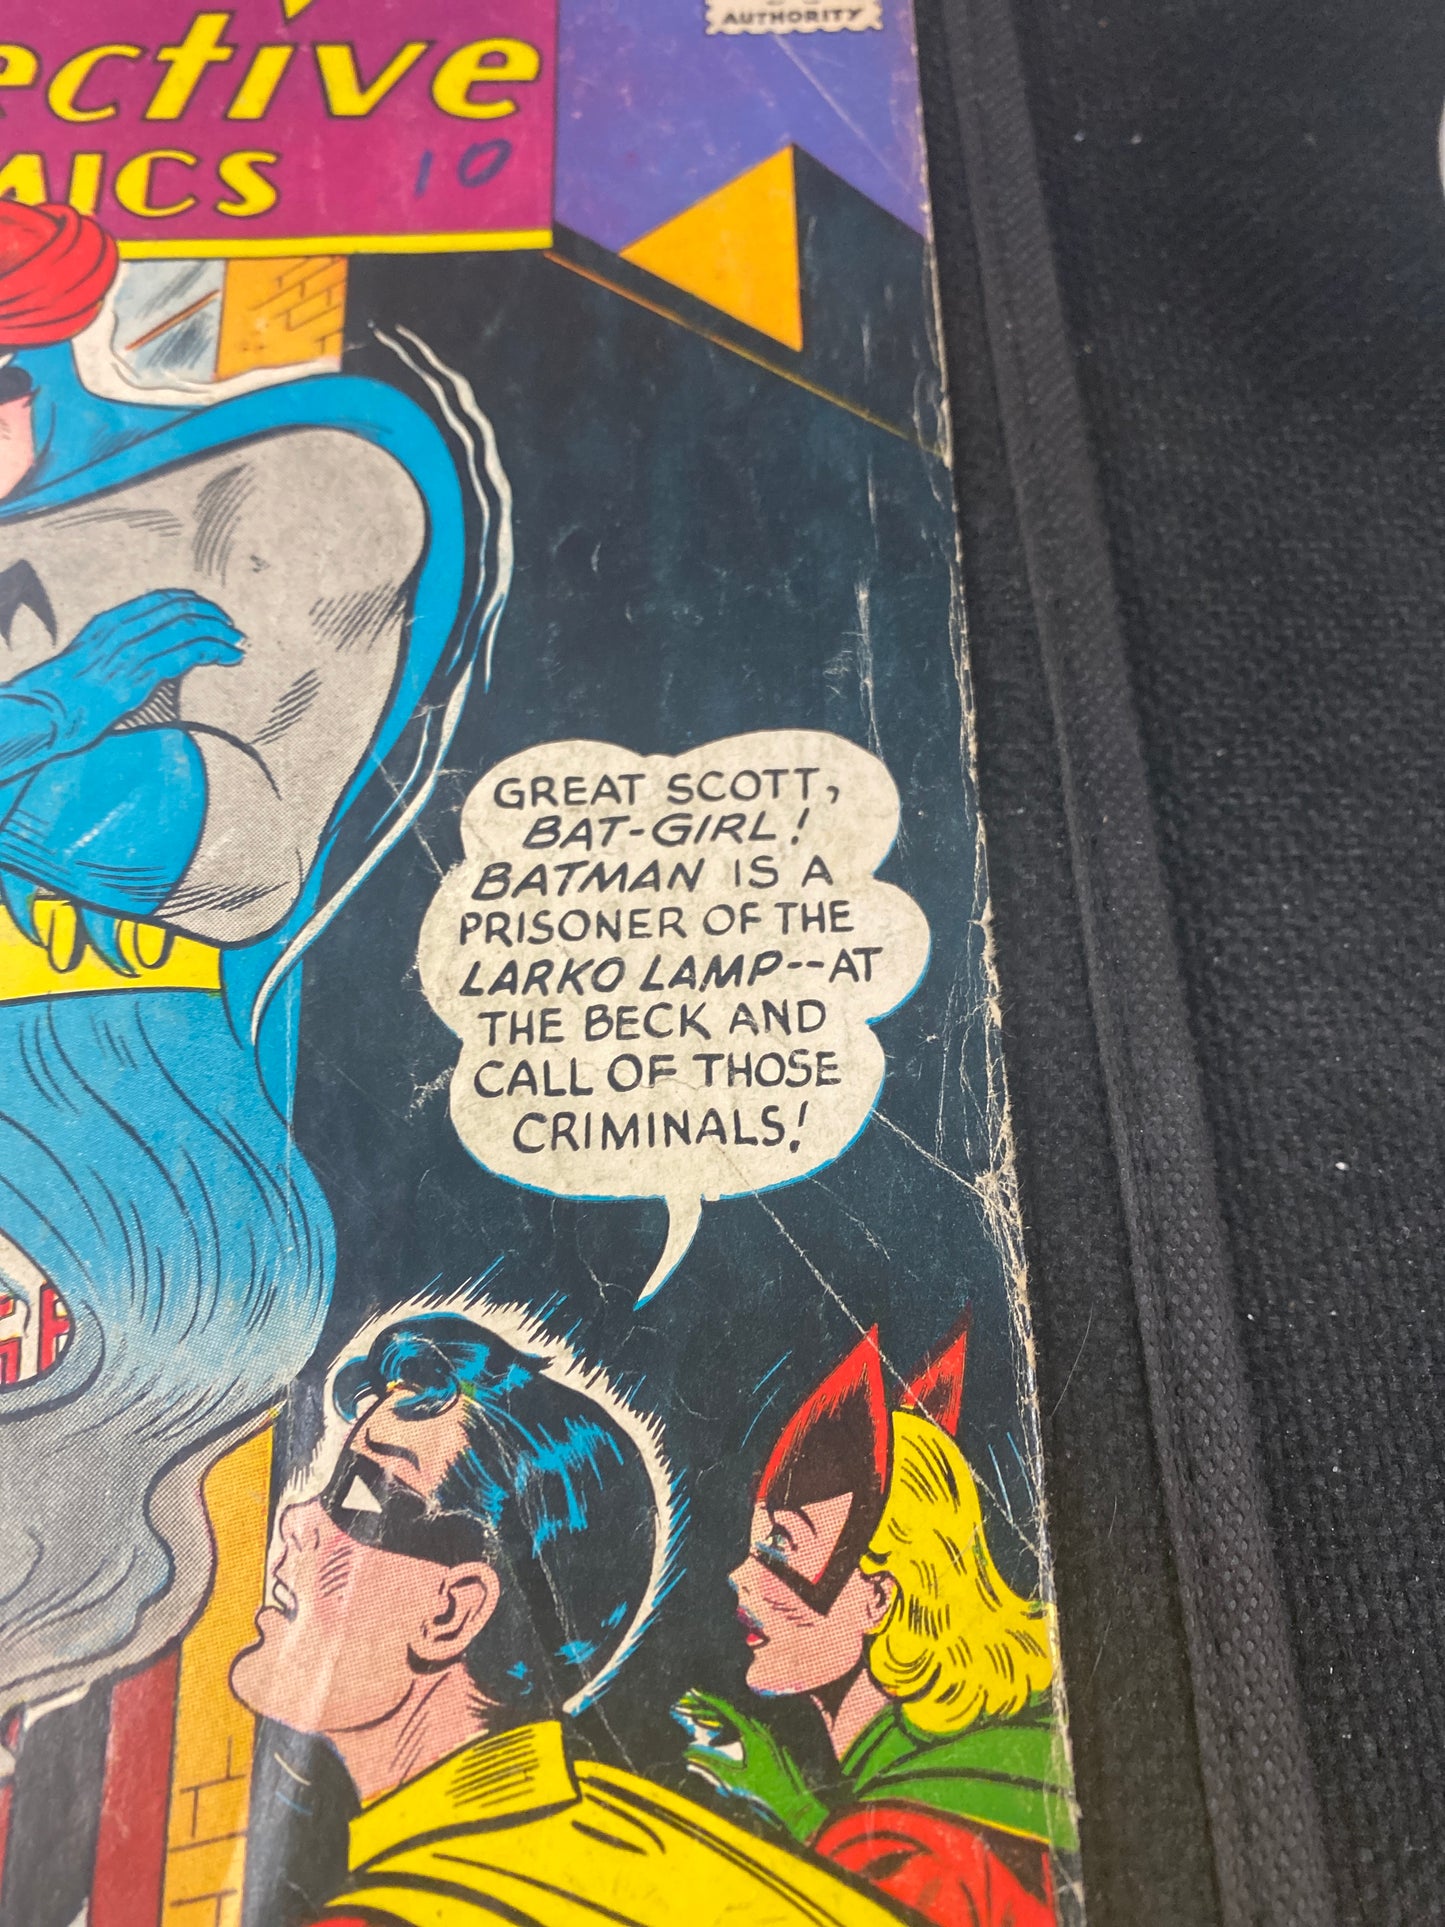 AUTHORITY
ective
MICS
10
GREAT SCOTT,
BAT-GIRL!
BATMAN IS A
PRISONER OF THE
LARKO LAMP--AT
THE BECK AND
CALL OF THOSE
CRIMINALS!